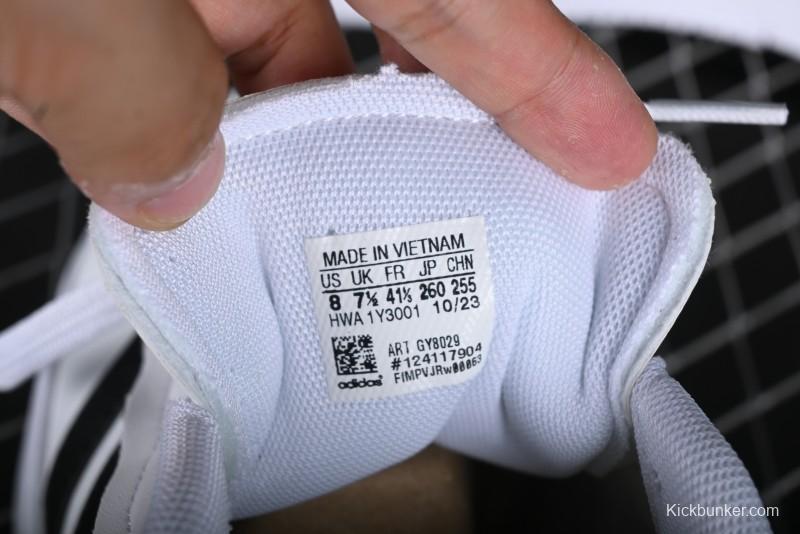 MADE IN VIETNAM
US UK FR JP CHN
8 7½ 41⅓ 260 255
HWA 1Y3001 10/23
ART GY8029
#124117904
FIMPVJRw00063
adidas
Kickbunker.com